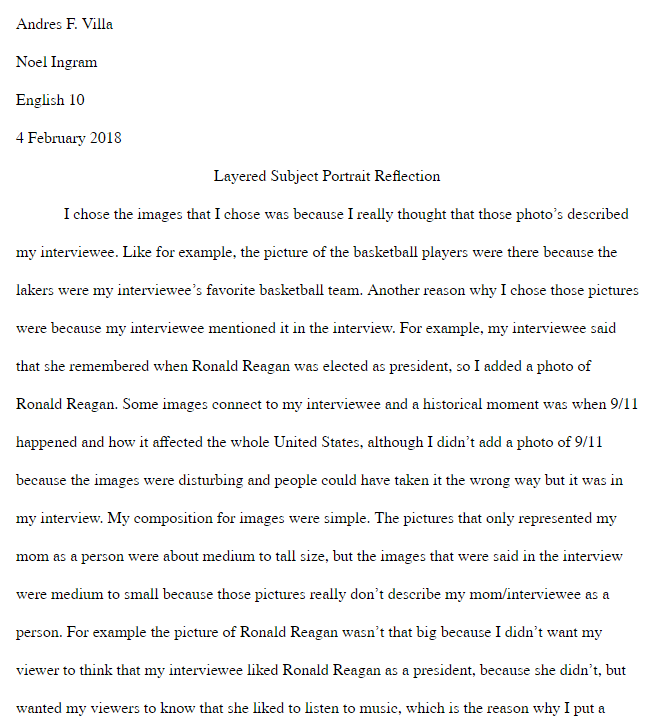 Andres F. Villa
Noel Ingram
English 10
4 February 2018
Layered Subject Portrait Reflection
I chose the images that I chose was because I really thought that those photo’s described
my interviewee. Like for example, the picture of the basketball players were there because the
lakers were my interviewee’s favorite basketball team. Another reason why I chose those pictures
were because my interviewee mentioned it in the interview. For example, my interviewee said
that she remembered when Ronald Reagan was elected as president, so I added a photo of
Ronald Reagan. Some images connect to my interviewee and a historical moment was when 9/11
happened and how it affected the whole United States, although I didn’t add a photo of 9/11
because the images were disturbing and people could have taken it the wrong way but it was in
my interview. My composition for images were simple. The pictures that only represented my
mom as a person were about medium to tall size, but the images that were said in the interview
were medium to small because those pictures really don’t describe my mom/interviewee as a
person. For example the picture of Ronald Reagan wasn’t that big because I didn’t want my
viewer to think that my interviewee liked Ronald Reagan as a president, because she didn’t, but
wanted my viewers to know that she liked to listen to music, which is the reason why I put a